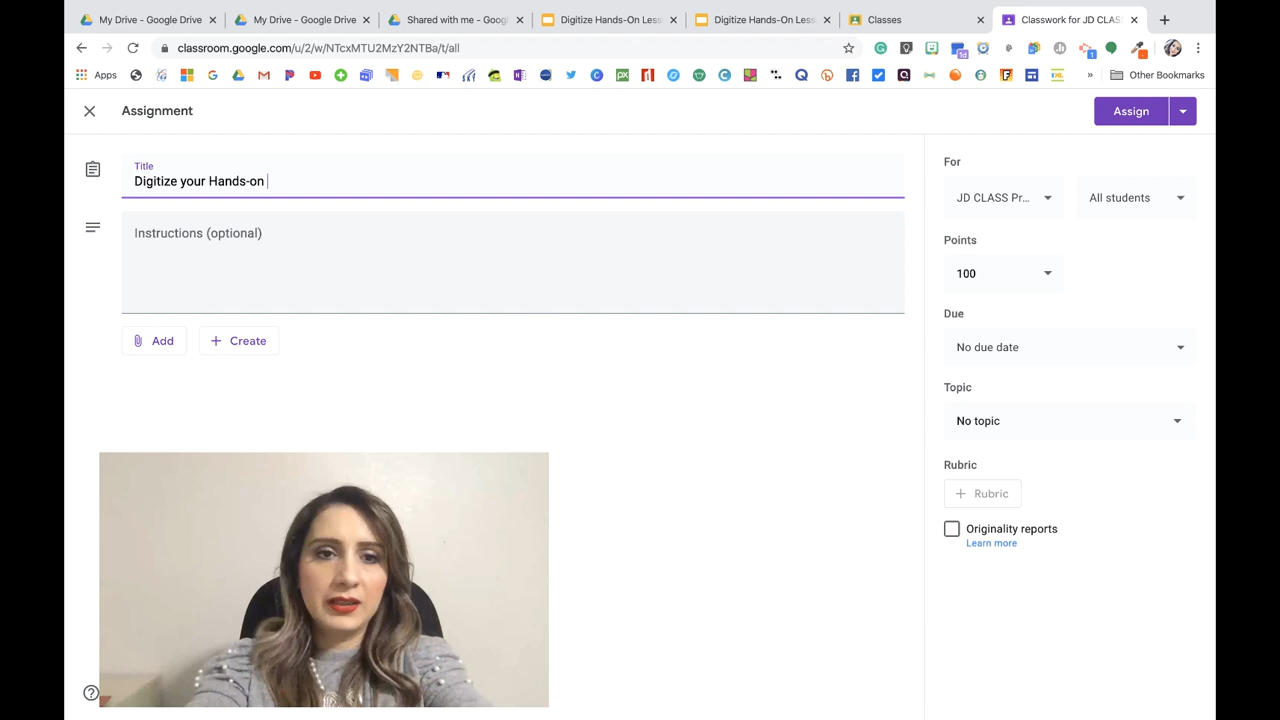 My Drive - Google Drive
My Drive - Google Drive
Shared with me - Googl
Digitize Hands-On Less
Digitize Hands-On Less
Classes
Classwork for JD CLAS
classroom.google.com/u/2/w/NTcxMTU2MzY2NTBa/t/all
Apps
Other Bookmarks
Assignment
Assign
Title
Digitize your Hands-on
Instructions (optional)
Add
Create
For
JD CLASS Pr...
All students
Points
100
Due
No due date
Topic
No topic
Rubric
Rubric
Originality reports
Learn more